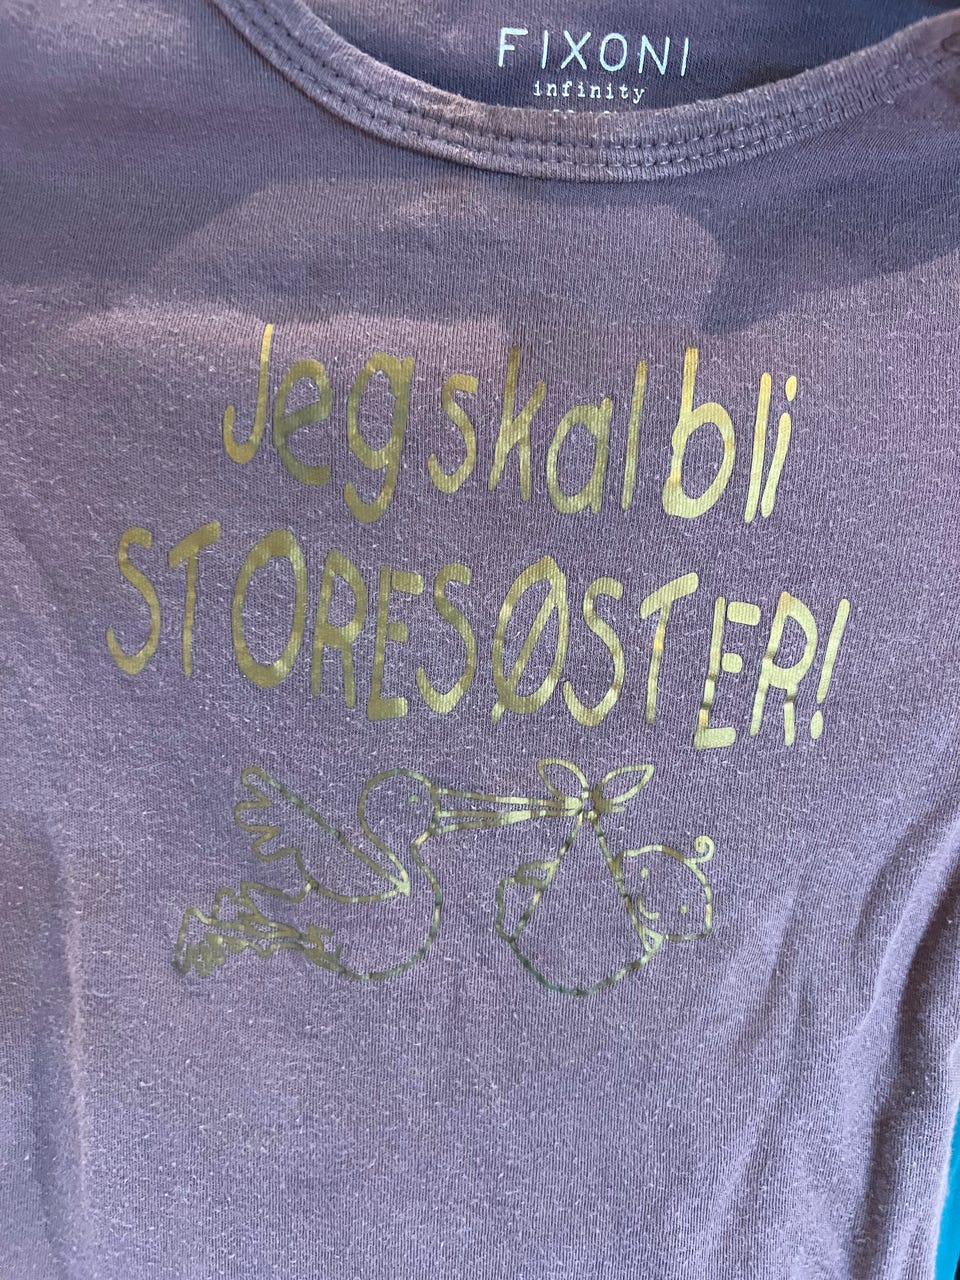 FIXONI
infinity
Jeg skal bli
STORESØSTER!